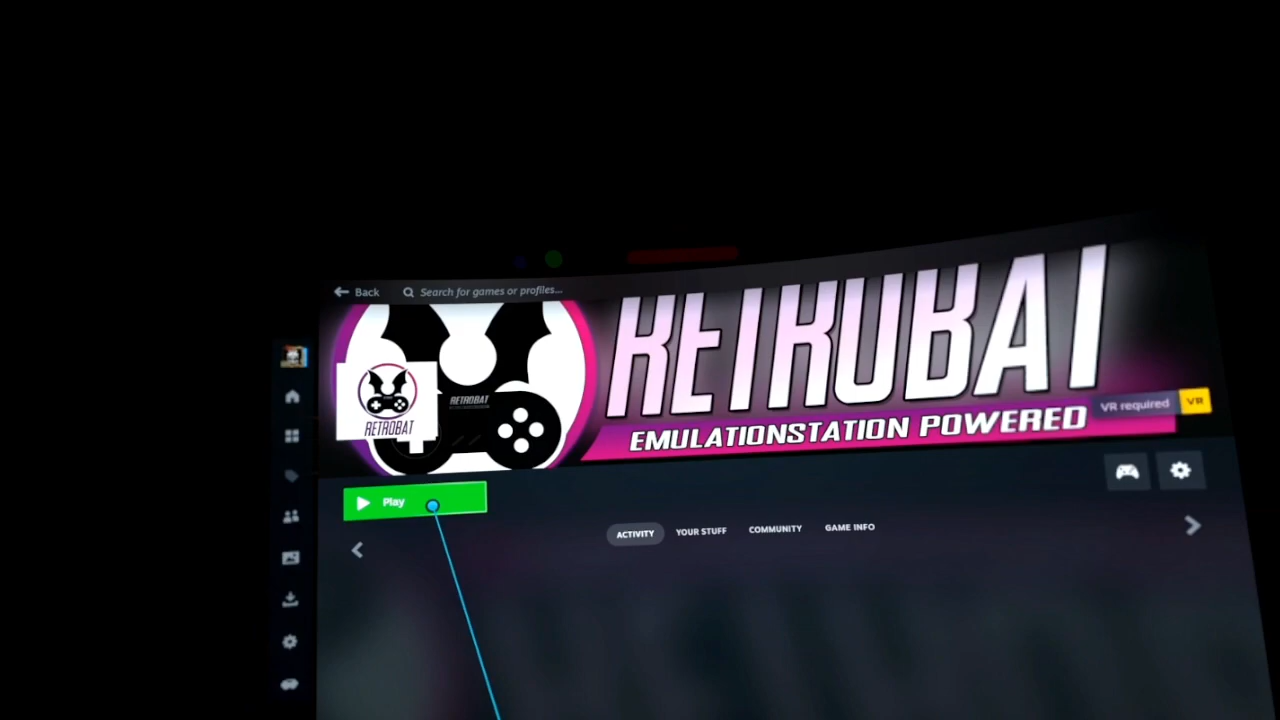 Back
Search for games or profiles...
RETROBAT
RETROBAT
RETROBAT
EMULATIONSTATION POWERED
VR required
VR
Play
ACTIVITY
YOUR STUFF
COMMUNITY
GAME INFO